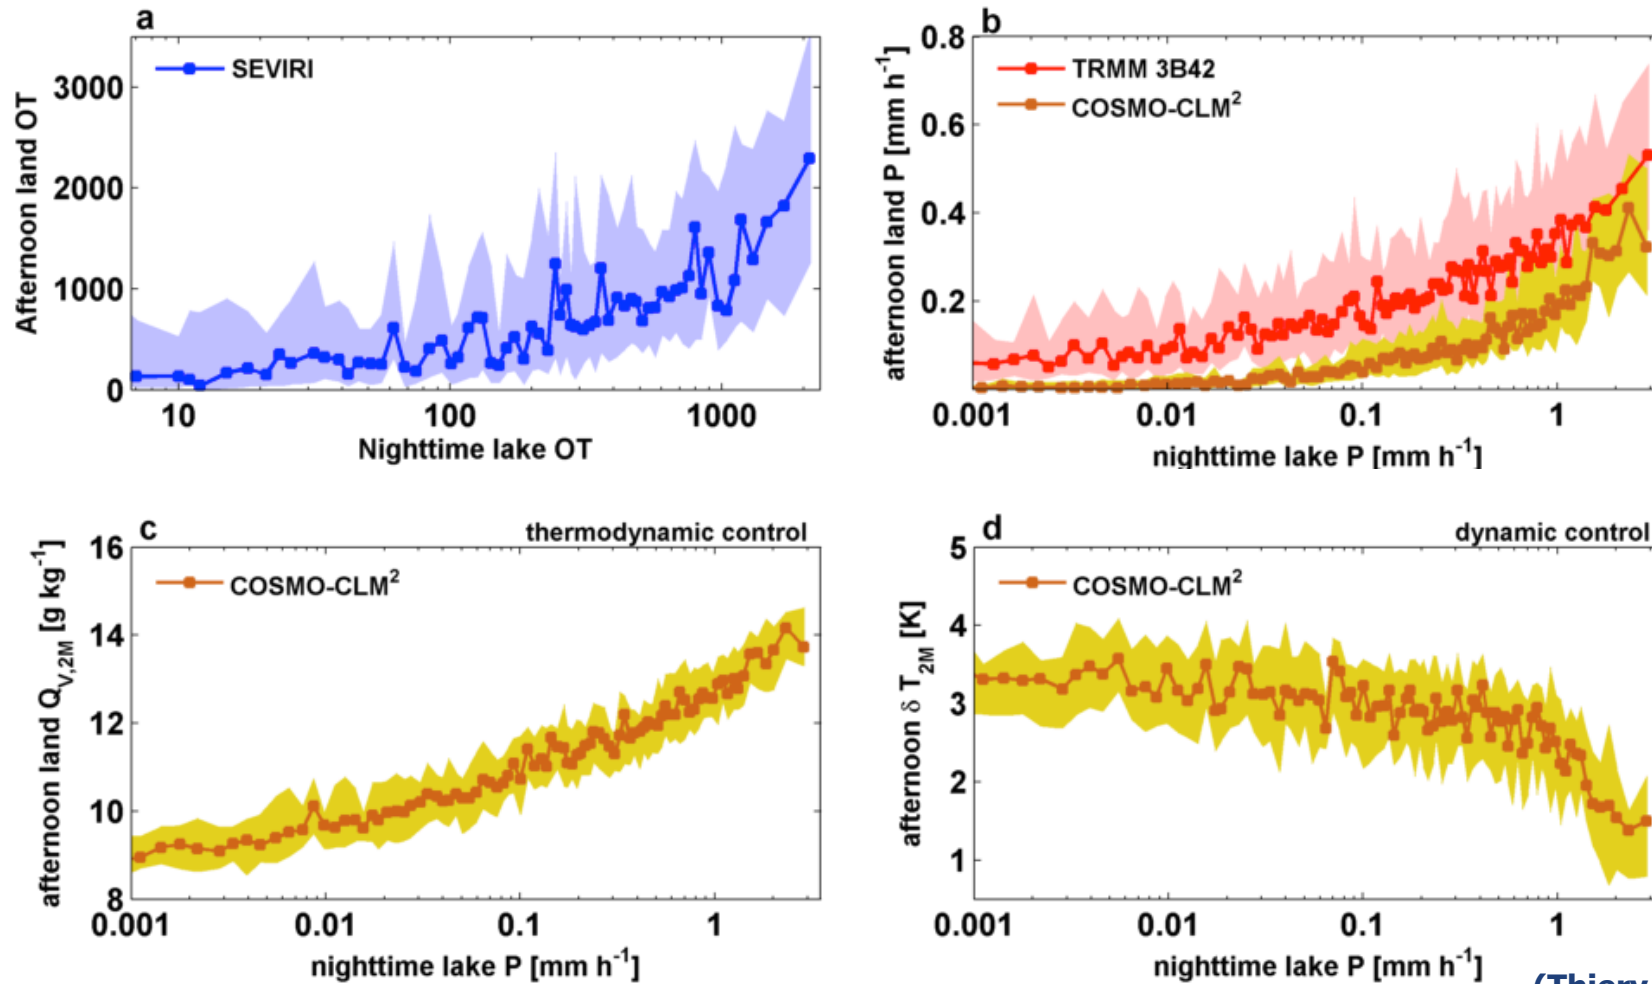 a
SEVIRI
Afternoon land OT
3000
2000
1000
0
10
100
1000
Nighttime lake OT
b
TRMM 3B42
COSMO-CLM²
afternoon land P [mm h⁻¹]
0.8
0.6
0.4
0.2
0.001
0.01
0.1
1
nighttime lake P [mm h⁻¹]
c
thermodynamic control
COSMO-CLM²
afternoon land Q_V,2M [g kg⁻¹]
16
14
12
10
8
0.001
0.01
0.1
1
nighttime lake P [mm h⁻¹]
d
dynamic control
COSMO-CLM²
afternoon δ T_2M [K]
5
4
3
2
1
0.001
0.01
0.1
1
nighttime lake P [mm h⁻¹]
(Thiery